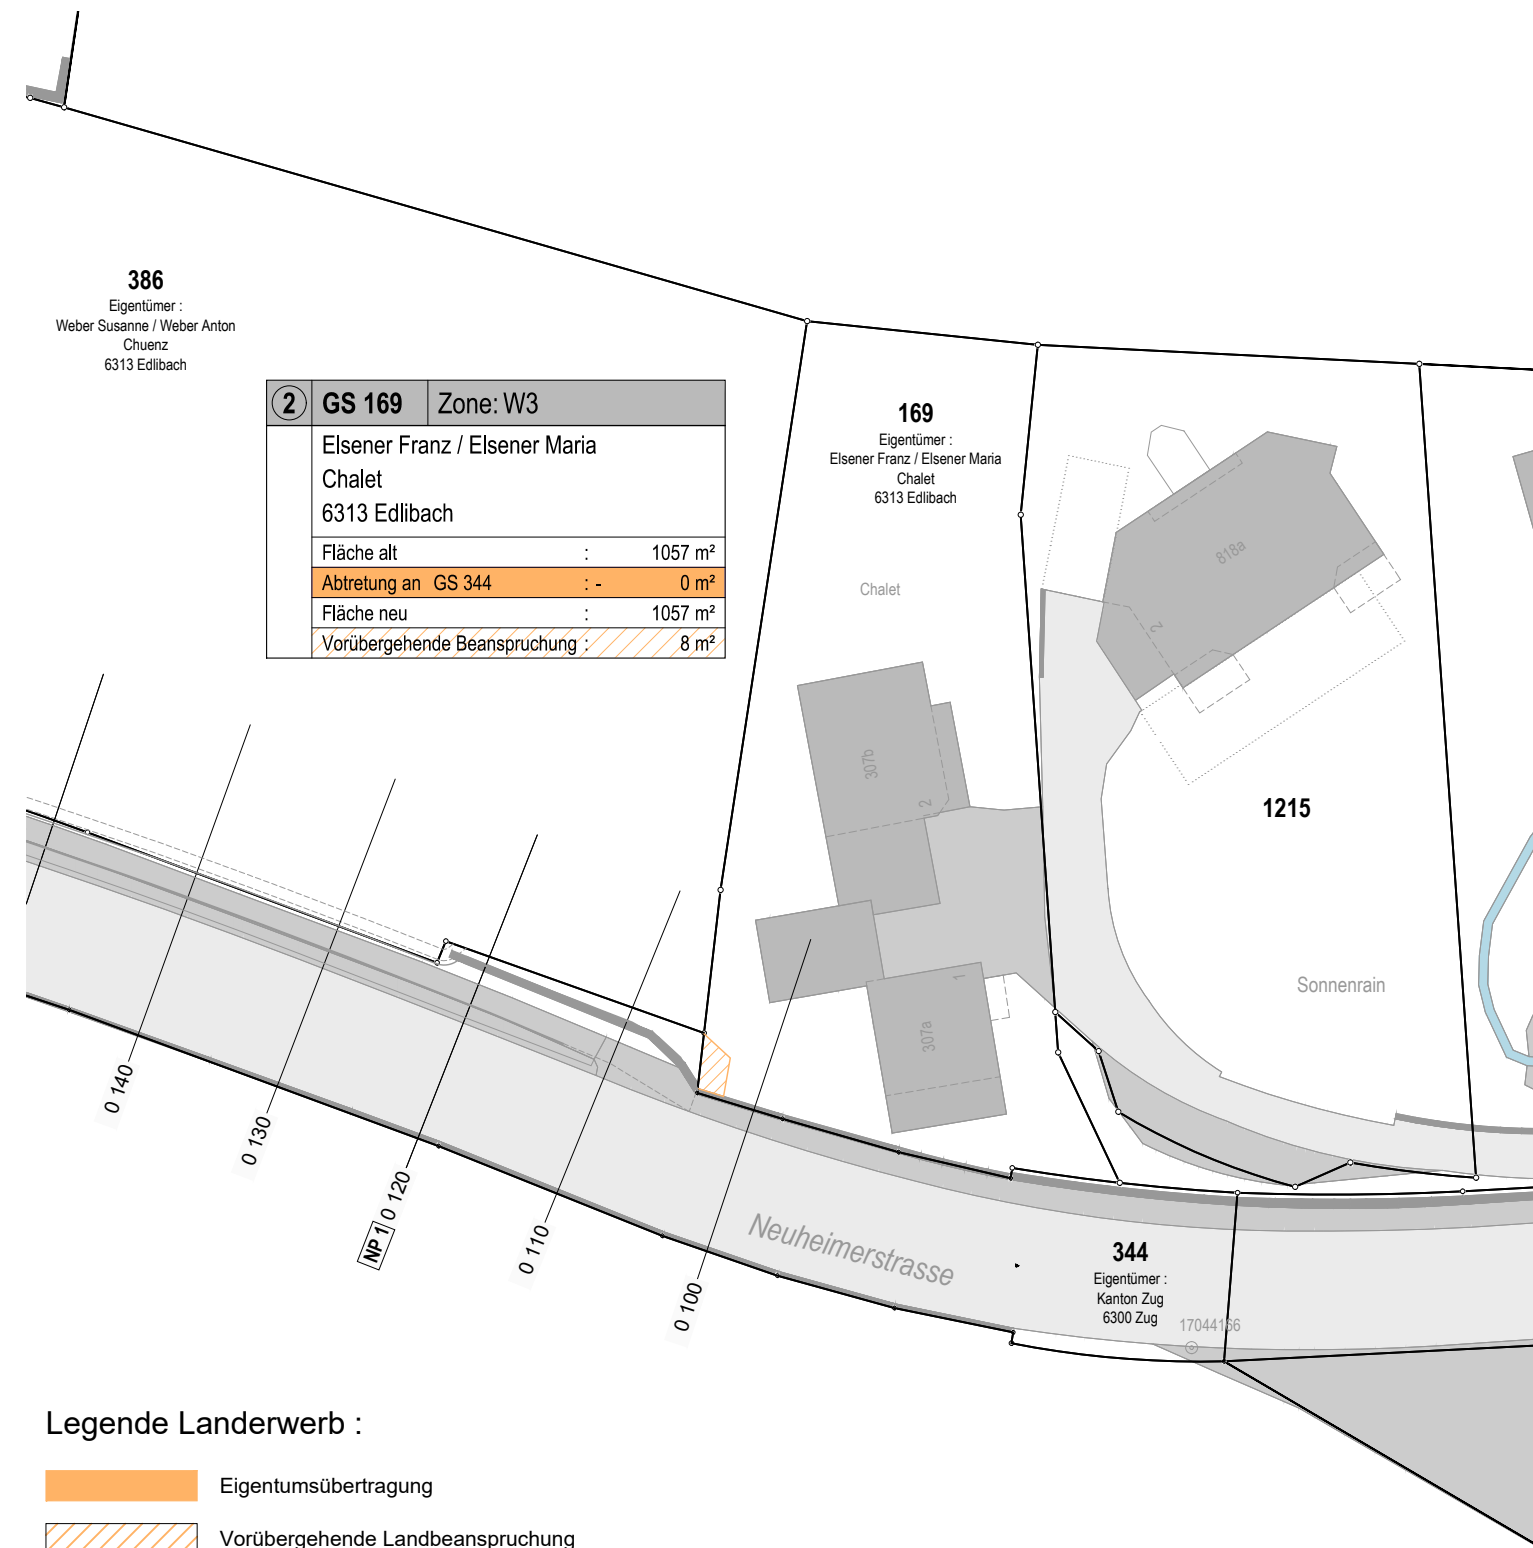 386
Eigentümer :
Weber Susanne / Weber Anton
Chuenz
6313 Edlibach
2 GS 169 Zone: W3
Elsener Franz / Elsener Maria
Chalet
6313 Edlibach
Fläche alt : 1057 m²
Abtretung an GS 344 : - 0 m²
Fläche neu : 1057 m²
Vorübergehende Beanspruchung : 8 m²
169
Eigentümer :
Elsener Franz / Elsener Maria
Chalet
6313 Edlibach
Chalet
818a
2
307b
2
1215
307a
1
Sonnenrain
0 140
0 130
NP 1 0 120
0 110
0 100
Neuheimerstrasse
344
Eigentümer :
Kanton Zug
6300 Zug
17044166
Legende Landerwerb :
Eigentumsübertragung
Vorübergehende Landbeanspruchung